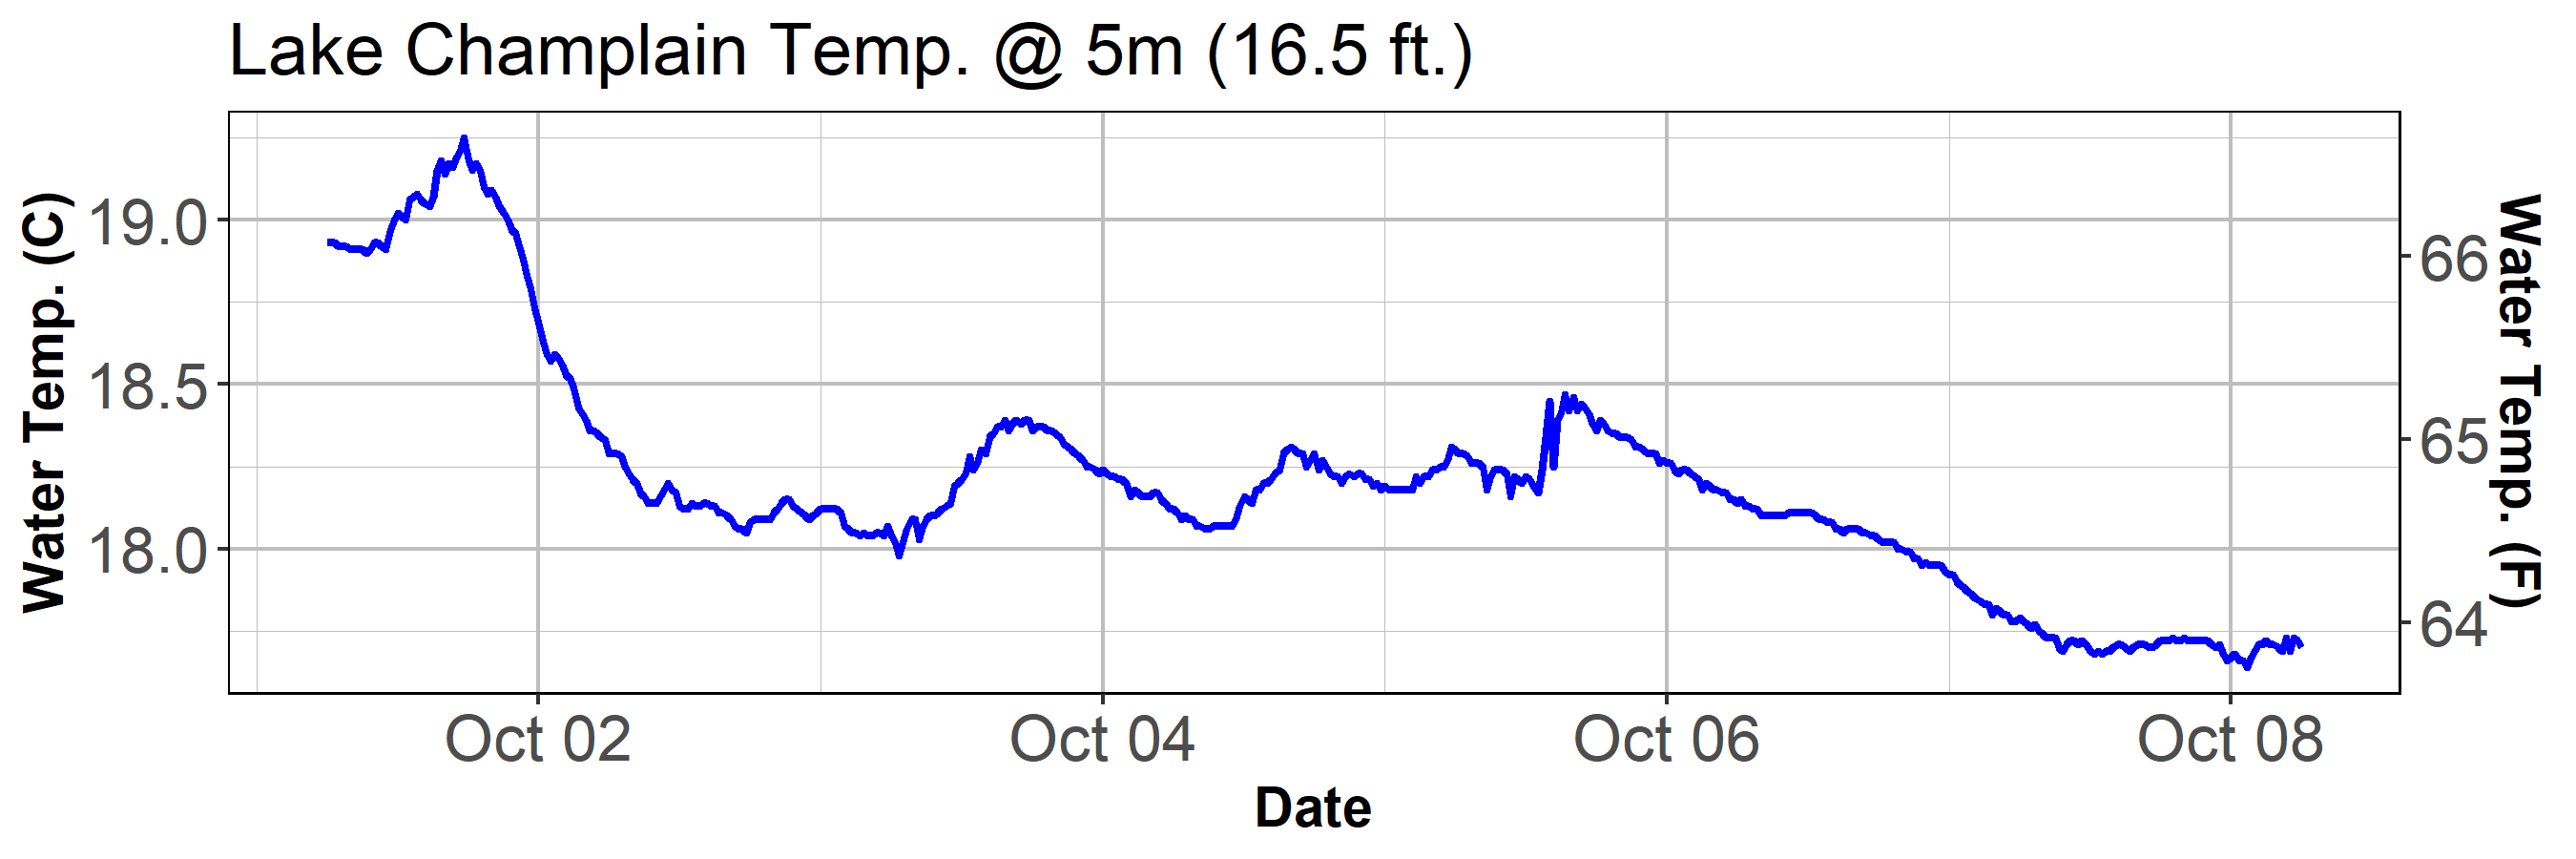 Lake Champlain Temp. @ 5m (16.5 ft.)
Water Temp. (C)
19.0
18.5
18.0
66
65
64
Water Temp. (F)
Oct 02 Oct 04 Oct 06 Oct 08
Date